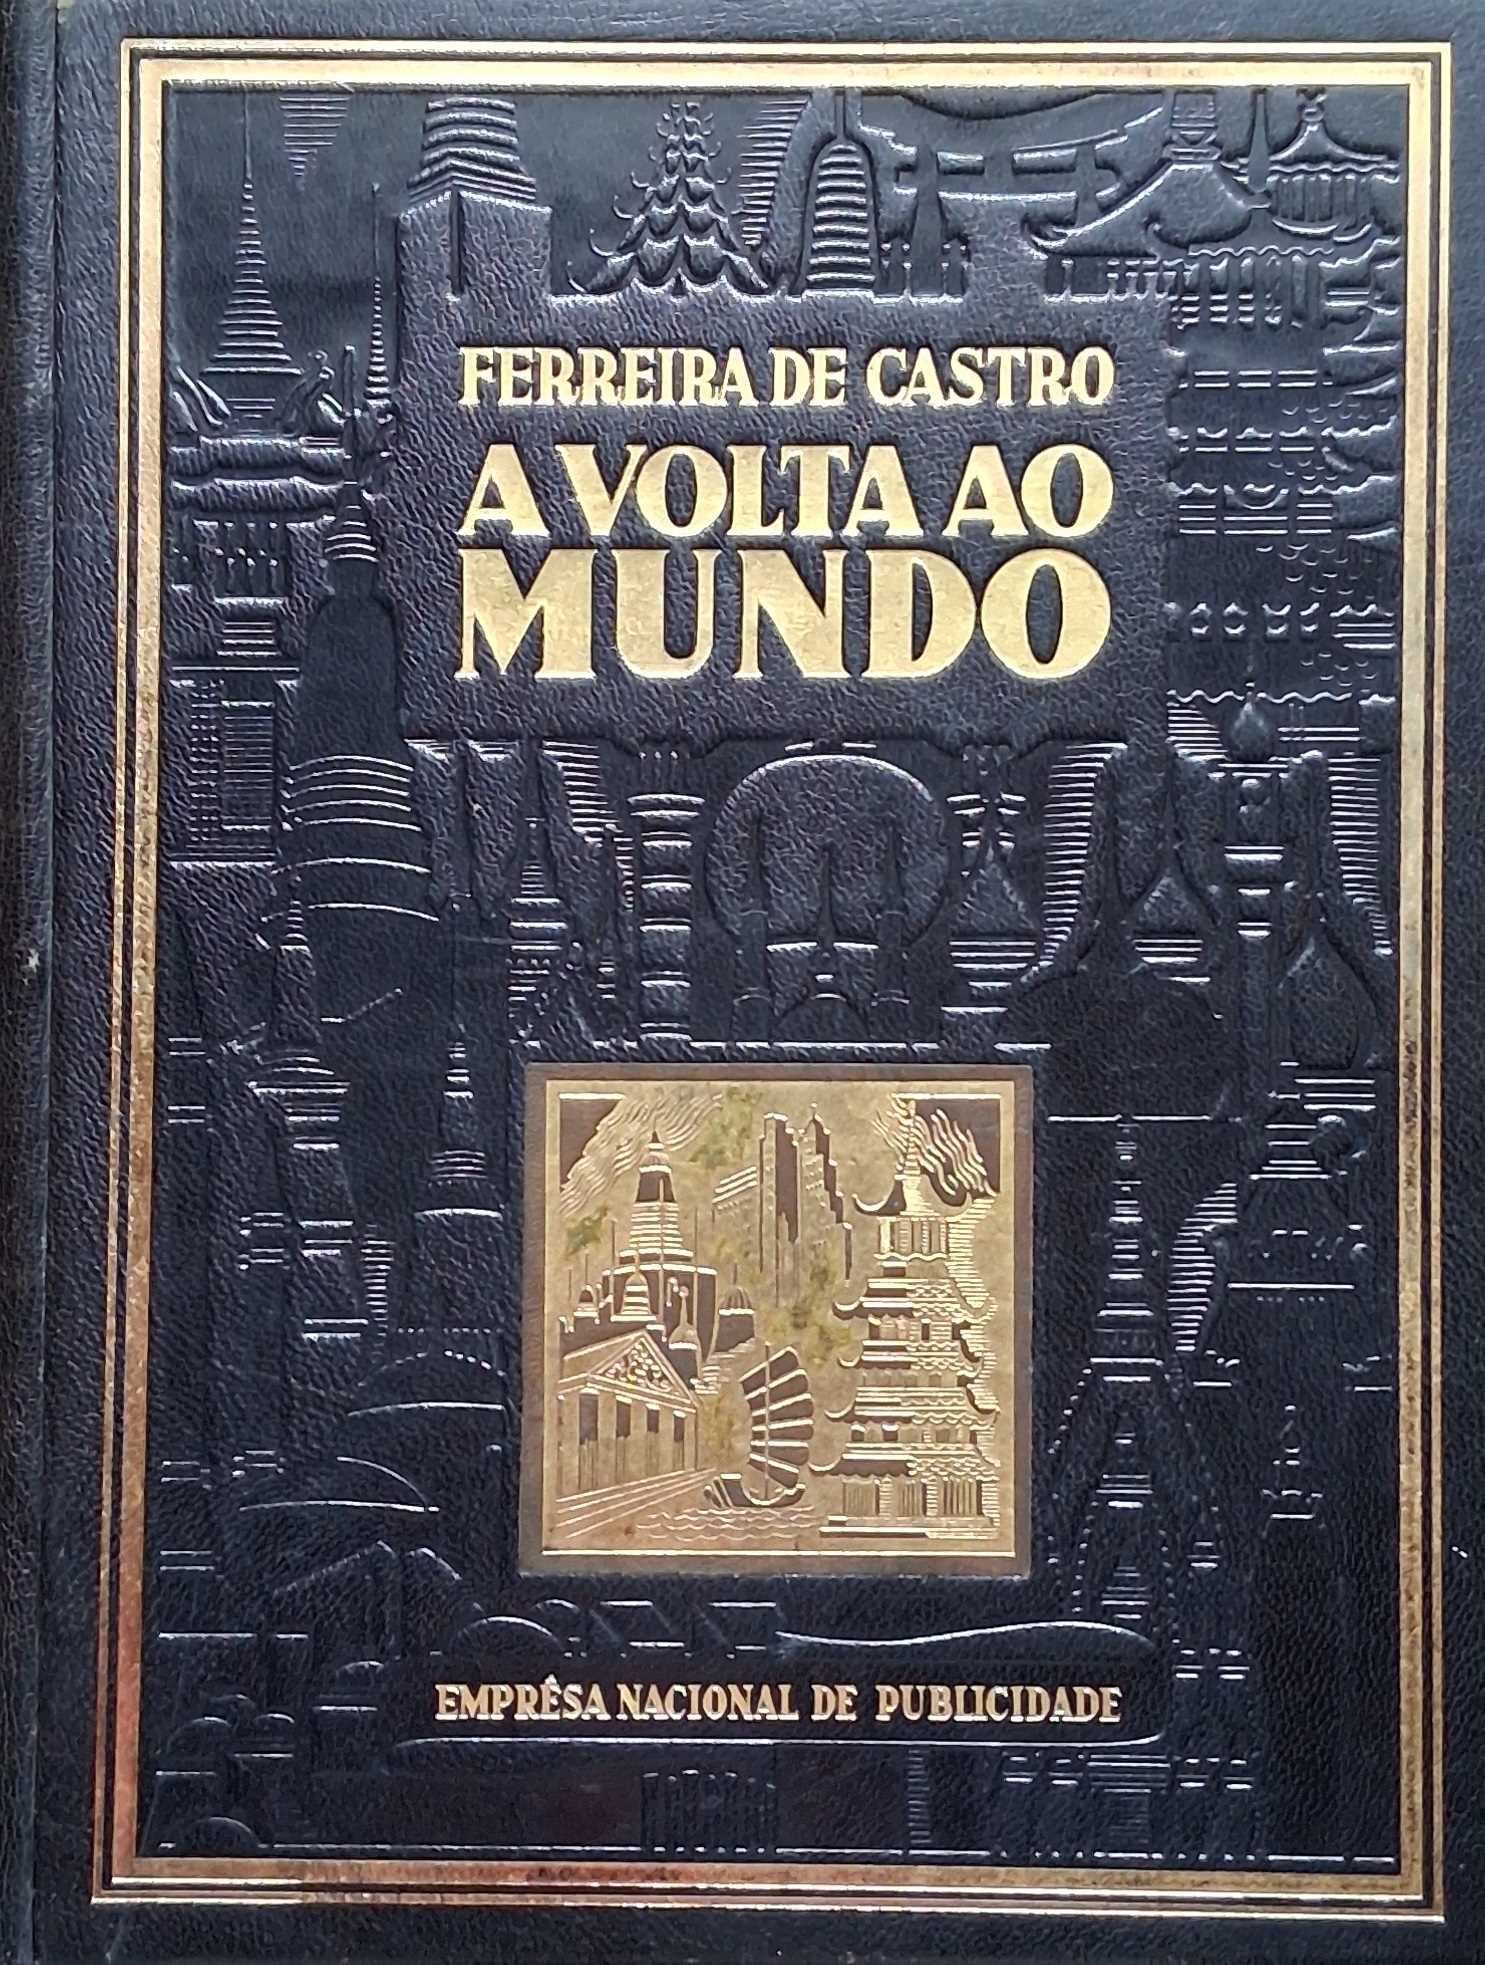 FERREIRA DE CASTRO
A VOLTA AO
MUNDO
EMPRÊSA NACIONAL DE PUBLICIDADE